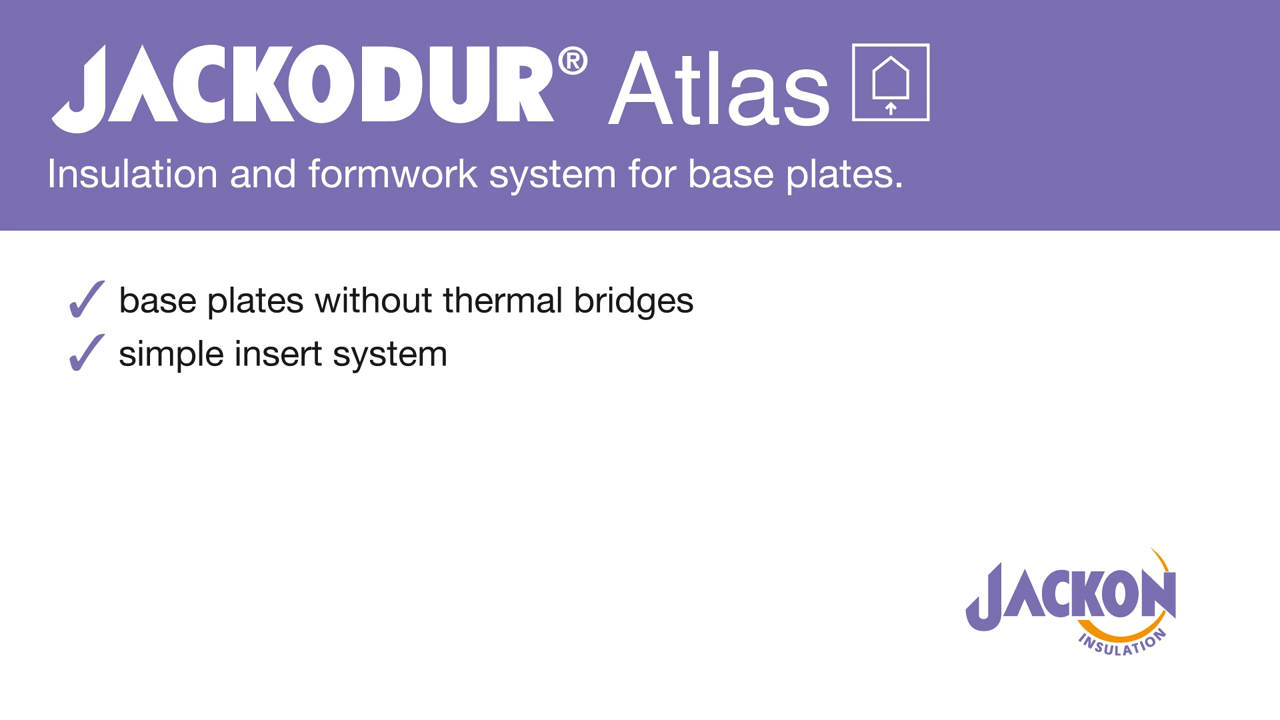 JACKODUR® Atlas
Insulation and formwork system for base plates.
✓ base plates without thermal bridges
✓ simple insert system
JACKON
INSULATION